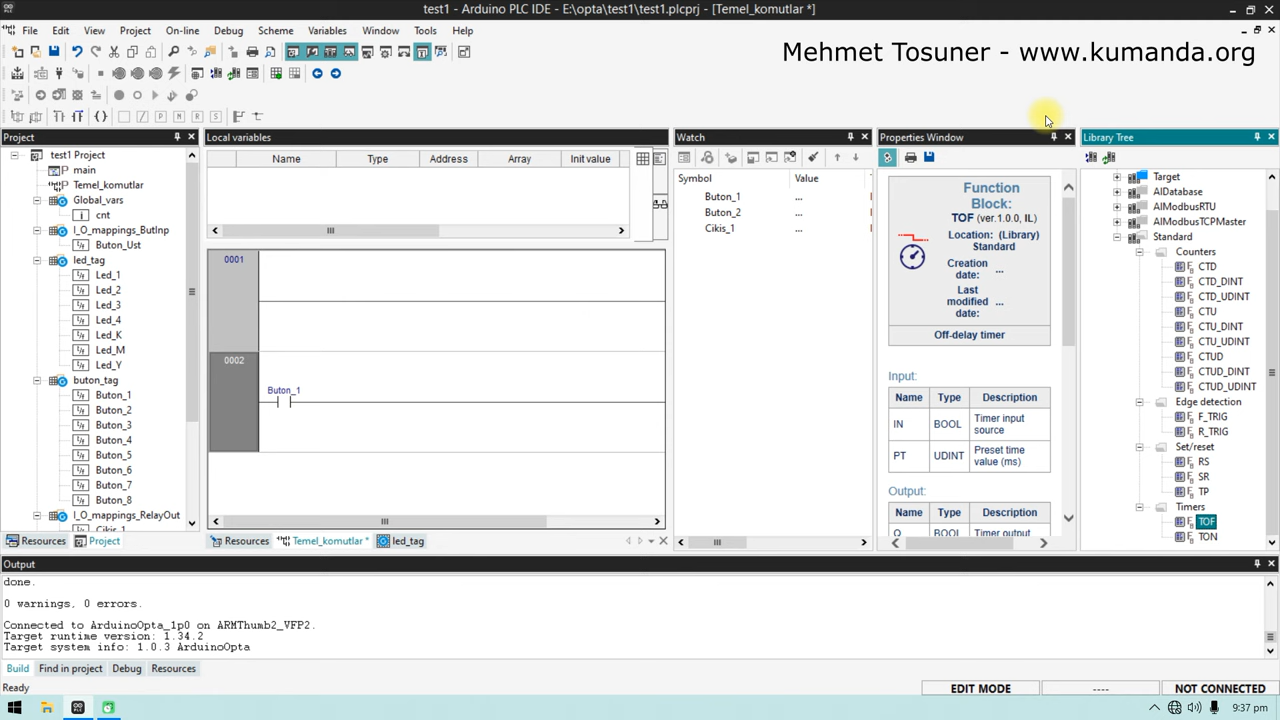 test1 - Arduino PLC IDE - E:\opta\test1\test1.plcprj - [Temel_komutlar *]
File Edit View Project On-line Debug Scheme Variables Window Tools Help
Mehmet Tosuner - www.kumanda.org
Project
test1 Project
main
Temel_komutlar
Global_vars
cnt
I_O_mappings_ButInp
Buton_Ust
led_tag
Led_1
Led_2
Led_3
Led_4
Led_K
Led_M
Led_Y
buton_tag
Buton_1
Buton_2
Buton_3
Buton_4
Buton_5
Buton_6
Buton_7
Buton_8
I_O_mappings_RelayOut
Cikis_1
Resources Project
Local variables
Name Type Address Array Init value
0001
0002
Buton_1
Resources Temel_komutlar * led_tag
Watch
Symbol Value
Buton_1 ...
Buton_2 ...
Cikis_1 ...
Properties Window
Function
Block:
TOF (ver.1.0.0, IL)
Location: (Library)
Standard
Creation
date: ...
Last
modified ...
date:
Off-delay timer
Input:
Name Type Description
IN BOOL Timer input
source
PT UDINT Preset time
value (ms)
Output:
Name Type Description
Q BOOL Timer output
Library Tree
Target
AIDatabase
AIModbusRTU
AIModbusTCPMaster
Standard
Counters
CTD
CTD_DINT
CTD_UDINT
CTU
CTU_DINT
CTU_UDINT
CTUD
CTUD_DINT
CTUD_UDINT
Edge detection
F_TRIG
R_TRIG
Set/reset
RS
SR
TP
Timers
TOF
TON
Output
done.
0 warnings, 0 errors.
Connected to ArduinoOpta_1p0 on ARMThumb2_VFP2.
Target runtime version: 1.34.2
Target system info: 1.0.3 ArduinoOpta
Build Find in project Debug Resources
Ready
EDIT MODE ---- NOT CONNECTED
9:37 pm